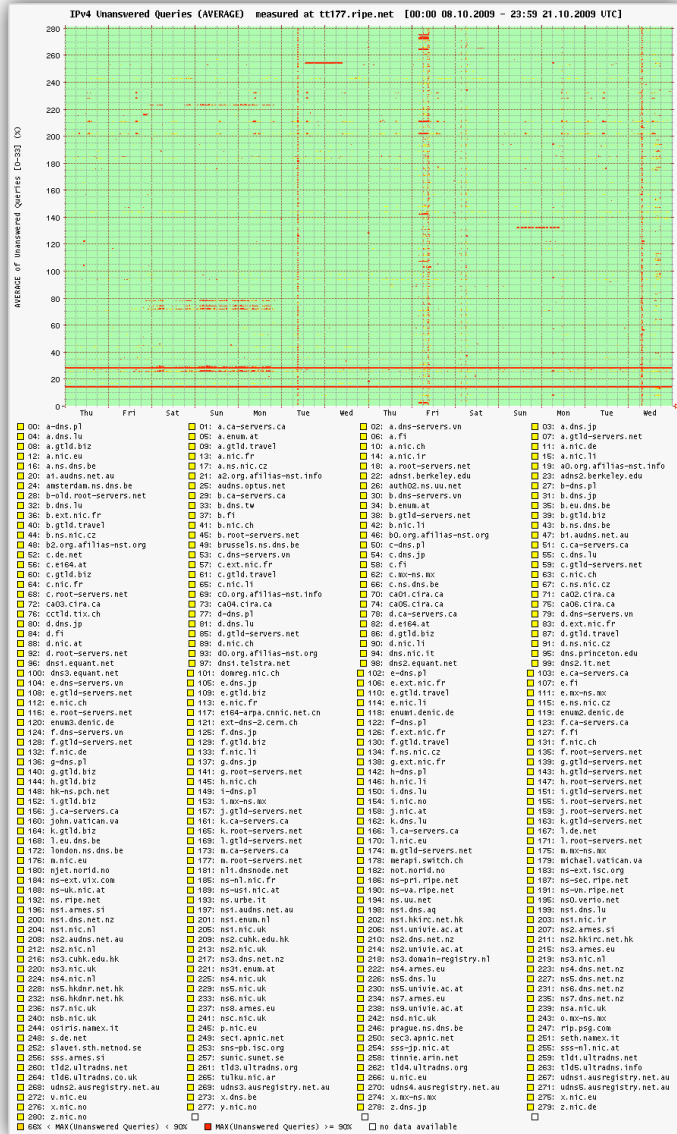 IPv4 Unansvered Queries (AVERAGE) measured at tt177.ripe.net [00:00 08.10.2009 - 23:59 21.10.2009 UTC]
AVERAGE of Unansvered Queries [D-33] (%)
280
260
240
220
200
180
160
140
120
100
80
60
40
20
0
Thu Fri Sat Sun Mon Tue Wed Thu Fri Sat Sun Mon Tue Wed
00: a-dns.pl 01: a.ca-servers.ca 02: a.dns-servers.vn 03: a.dns.jp
04: a.dns.lu 05: a.enum.at 06: a.fi 07: a.gtld-servers.net
08: a.gtld.biz 09: a.gtld.travel 10: a.nic.ch 11: a.nic.de
12: a.nic.eu 13: a.nic.fr 14: a.nic.ir 15: a.nic.li
16: a.ns.dns.be 17: a.ns.nic.cz 18: a.root-servers.net 19: a0.org.afilias-nst.info
20: a1.audns.net.au 21: a2.org.afilias-nst.info 22: adns1.berkeley.edu 23: adns2.berkeley.edu
24: amsterdam.ns.dns.be 25: audns.optus.net 26: auth02.ns.uu.net 27: b-dns.pl
28: b-old.root-servers.net 29: b.ca-servers.ca 30: b.dns-servers.vn 31: b.dns.jp
32: b.dns.lu 33: b.dns.tw 34: b.enum.at 35: b.eu.dns.be
36: b.ext.nic.fr 37: b.fi 38: b.gtld-servers.net 39: b.gtld.biz
40: b.gtld.travel 41: b.nic.ch 42: b.nic.li 43: b.ns.dns.be
44: b.ns.nic.cz 45: b.root-servers.net 46: b0.org.afilias-nst.org 47: b1.audns.net.au
48: b2.org.afilias-nst.org 49: brussels.ns.dns.be 50: c-dns.pl 51: c.ca-servers.ca
52: c.de.net 53: c.dns-servers.vn 54: c.dns.jp 55: c.dns.lu
56: c.e164.at 57: c.ext.nic.fr 58: c.fi 59: c.gtld-servers.net
60: c.gtld.biz 61: c.gtld.travel 62: c.mx-ns.mx 63: c.nic.ch
64: c.nic.fr 65: c.nic.li 66: c.ns.dns.be 67: c.ns.nic.cz
68: c.root-servers.net 69: c0.org.afilias-nst.info 70: ca01.cira.ca 71: ca02.cira.ca
72: ca03.cira.ca 73: ca04.cira.ca 74: ca05.cira.ca 75: ca06.cira.ca
76: cctld.tix.ch 77: d-dns.pl 78: d.ca-servers.ca 79: d.dns-servers.vn
80: d.dns.jp 81: d.dns.lu 82: d.e164.at 83: d.ext.nic.fr
84: d.fi 85: d.gtld-servers.net 86: d.gtld.biz 87: d.gtld.travel
88: d.nic.at 89: d.nic.ch 90: d.nic.li 91: d.ns.nic.cz
92: d.root-servers.net 93: d0.org.afilias-nst.org 94: dns.nic.it 95: dns.princeton.edu
96: dns1.equant.net 97: dns1.telstra.net 98: dns2.equant.net 99: dns2.it.net
100: dns3.equant.net 101: domreg.nic.ch 102: e-dns.pl 103: e.ca-servers.ca
104: e.dns-servers.vn 105: e.dns.jp 106: e.ext.nic.fr 107: e.fi
108: e.gtld-servers.net 109: e.gtld.biz 110: e.gtld.travel 111: e.mx-ns.mx
112: e.nic.ch 113: e.nic.fr 114: e.nic.li 115: e.ns.nic.cz
116: e.root-servers.net 117: e164-arpa.cnnic.net.cn 118: enum1.denic.de 119: enum2.denic.de
120: enum3.denic.de 121: ext-dns-2.cern.ch 122: f-dns.pl 123: f.ca-servers.ca
124: f.dns-servers.vn 125: f.dns.jp 126: f.ext.nic.fr 127: f.fi
128: f.gtld-servers.net 129: f.gtld.biz 130: f.gtld.travel 131: f.nic.ch
132: f.nic.de 133: f.nic.li 134: f.ns.nic.cz 135: f.root-servers.net
136: g-dns.pl 137: g.dns.jp 138: g.ext.nic.fr 139: g.gtld-servers.net
140: g.gtld.biz 141: g.root-servers.net 142: h-dns.pl 143: h.gtld-servers.net
144: h.gtld.biz 145: h.nic.ch 146: h.nic.li 147: h.root-servers.net
148: hk-ns.pch.net 149: i-dns.pl 150: i.dns.lu 151: i.gtld-servers.net
152: i.gtld.biz 153: i.mx-ns.mx 154: i.nic.no 155: i.root-servers.net
156: j.ca-servers.ca 157: j.gtld-servers.net 158: j.nic.at 159: j.root-servers.net
160: john.vatican.va 161: k.ca-servers.ca 162: k.dns.lu 163: k.gtld-servers.net
164: k.gtld.biz 165: k.root-servers.net 166: l.ca-servers.ca 167: l.de.net
168: l.eu.dns.be 169: l.gtld-servers.net 170: l.nic.eu 171: l.root-servers.net
172: london.ns.dns.be 173: m.ca-servers.ca 174: m.gtld-servers.net 175: m.mx-ns.mx
176: m.nic.eu 177: m.root-servers.net 178: merapi.switch.ch 179: michael.vatican.va
180: njet.norid.no 181: nl1.dnsnode.net 182: not.norid.no 183: ns-ext.isc.org
184: ns-ext.vix.com 185: ns-nl.nic.fr 186: ns-pri.ripe.net 187: ns-sec.ripe.net
188: ns-uk.nic.at 189: ns-us1.nic.at 190: ns-va.ripe.net 191: ns-vn.ripe.net
192: ns.ripe.net 193: ns.urbe.it 194: ns.uu.net 195: ns0.verio.net
196: ns1.arnes.si 197: ns1.audns.net.au 198: ns1.dns.aq 199: ns1.dns.lu
200: ns1.dns.net.nz 201: ns1.enum.nl 202: ns1.hkirc.net.hk 203: ns1.nic.ir
204: ns1.nic.nl 205: ns1.nic.uk 206: ns1.univie.ac.at 207: ns2.arnes.si
208: ns2.audns.net.au 209: ns2.cuhk.edu.hk 210: ns2.dns.net.nz 211: ns2.hkirc.net.hk
212: ns2.nic.nl 213: ns2.nic.uk 214: ns2.univie.ac.at 215: ns3.arnes.eu
216: ns3.cuhk.edu.hk 217: ns3.dns.net.nz 218: ns3.domain-registry.nl 219: ns3.nic.nl
220: ns3.nic.uk 221: ns31.enum.at 222: ns4.arnes.eu 223: ns4.dns.net.nz
224: ns4.nic.nl 225: ns4.nic.uk 226: ns5.dns.lu 227: ns5.dns.net.nz
228: ns5.hkdnr.net.hk 229: ns5.nic.uk 230: ns5.univie.ac.at 231: ns6.dns.net.nz
232: ns6.hkdnr.net.hk 233: ns6.nic.uk 234: ns7.arnes.eu 235: ns7.dns.net.nz
236: ns7.nic.uk 237: ns8.arnes.eu 238: ns9.univie.ac.at 239: nsa.nic.uk
240: nsb.nic.uk 241: nsc.nic.uk 242: nsd.nic.uk 243: o.mx-ns.mx
244: osiris.namex.it 245: p.nic.eu 246: prague.ns.dns.be 247: rip.psg.com
248: s.de.net 249: sec1.apnic.net 250: sec3.apnic.net 251: seth.namex.it
252: slave1.sth.netnod.se 253: sns-pb.isc.org 254: sss-jp.nic.at 255: sss-nl.nic.at
256: sss.arnes.si 257: sunic.sunet.se 258: tinnie.arin.net 259: tld1.ultradns.net
260: tld2.ultradns.net 261: tld3.ultradns.org 262: tld4.ultradns.org 263: tld5.ultradns.info
264: tld6.ultradns.co.uk 265: tulku.nic.ar 266: u.nic.eu 267: udns1.ausregistry.net.au
268: udns2.ausregistry.net.au 269: udns3.ausregistry.net.au 270: udns4.ausregistry.net.au 271: udns5.ausregistry.net.au
272: v.nic.eu 273: x.dns.be 274: x.mx-ns.mx 275: x.nic.eu
276: x.nic.no 277: y.nic.no 278: z.dns.jp 279: z.nic.de
280: z.nic.no
66% < MAX(Unansvered Queries) < 90% MAX(Unansvered Queries) >= 90% no data available